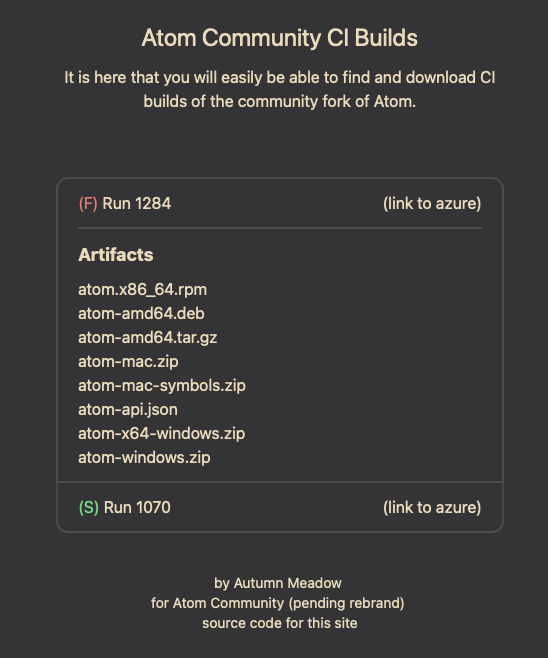 Atom Community CI Builds
It is here that you will easily be able to find and download CI
builds of the community fork of Atom.
(F) Run 1284 (link to azure)
Artifacts
atom.x86_64.rpm
atom-amd64.deb
atom-amd64.tar.gz
atom-mac.zip
atom-mac-symbols.zip
atom-api.json
atom-x64-windows.zip
atom-windows.zip
(S) Run 1070 (link to azure)
by Autumn Meadow
for Atom Community (pending rebrand)
source code for this site